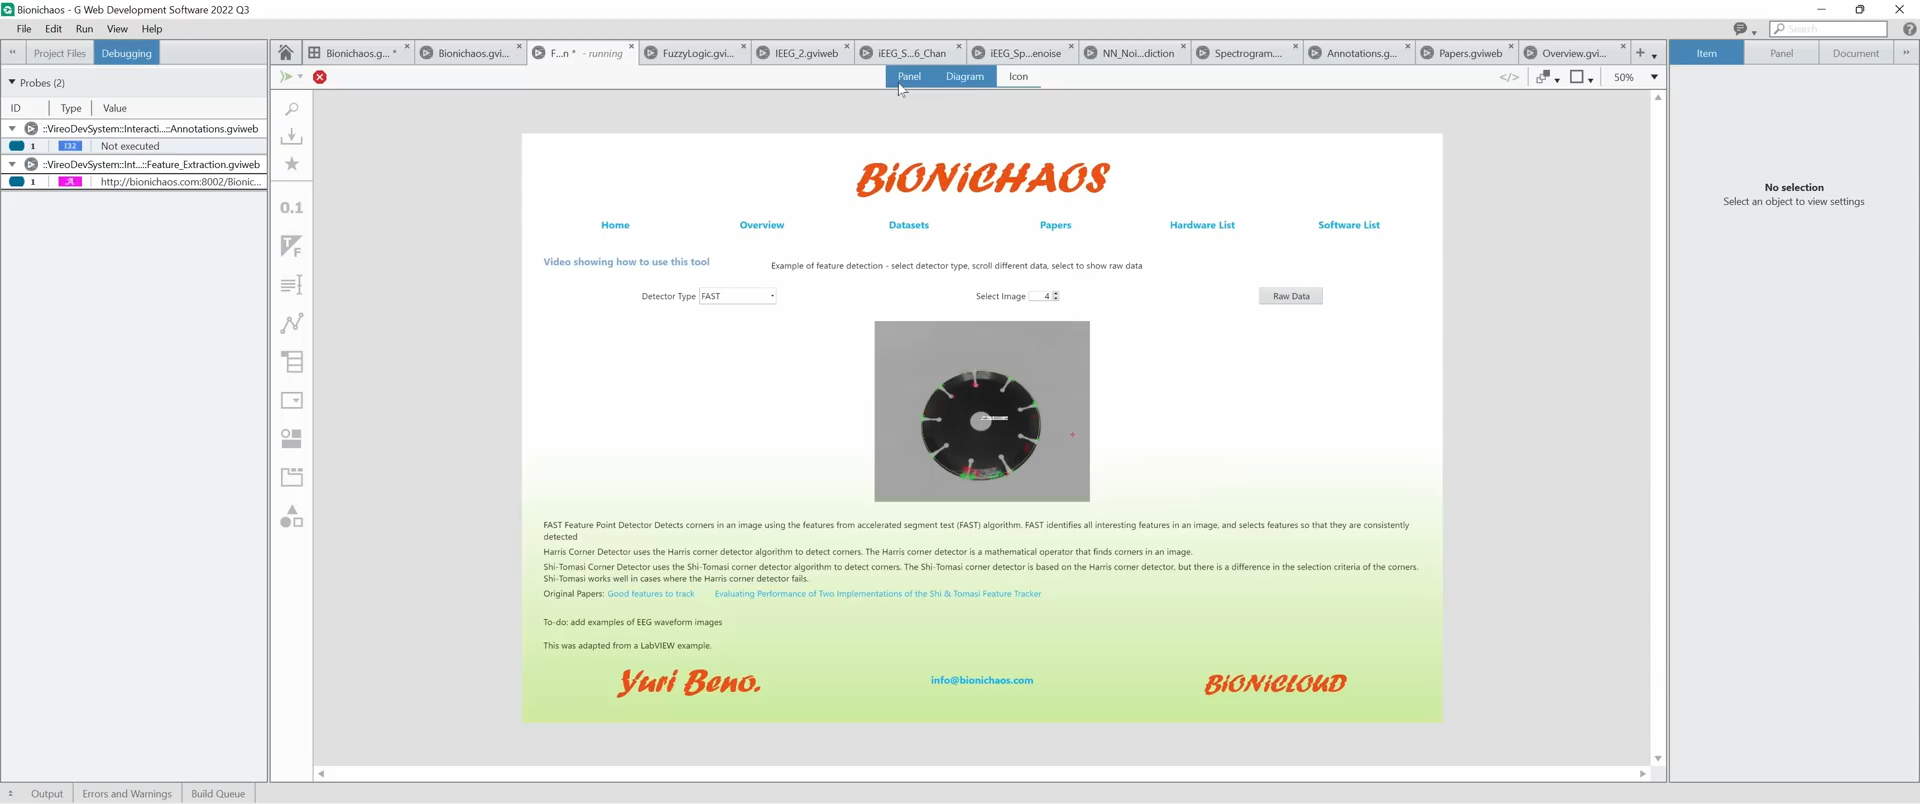 Bionichaos - G Web Development Software 2022 Q3
File Edit Run View Help
Search
Project Files Debugging
Bionichaos.g... * Bionichaos.gvi... F...n * - running FuzzyLogic.gvi... IEEG_2.gviweb iEEG_S...6_Chan iEEG_Sp...enoise NN_Noi...diction Spectrogram.... Annotations.g... Papers.gviweb Overview.gvi...
Item Panel Document
Probes (2)
Panel Diagram Icon
50%
ID Type Value
::VireoDevSystem::Interacti...::Annotations.gviweb
1 I32 Not executed
::VireoDevSystem::Int...::Feature_Extraction.gviweb
1 http://bionichaos.com:8002/Bionic...
0.1
T/F
No selection
Select an object to view settings
BiONiCHAOS
Home Overview Datasets Papers Hardware List Software List
Video showing how to use this tool
Example of feature detection - select detector type, scroll different data, select to show raw data
Detector Type FAST
Select Image 4
Raw Data
FAST Feature Point Detector Detects corners in an image using the features from accelerated segment test (FAST) algorithm. FAST identifies all interesting features in an image, and selects features so that they are consistently
detected
Harris Corner Detector uses the Harris corner detector algorithm to detect corners. The Harris corner detector is a mathematical operator that finds corners in an image.
Shi-Tomasi Corner Detector uses the Shi-Tomasi corner detector algorithm to detect corners. The Shi-Tomasi corner detector is based on the Harris corner detector, but there is a difference in the selection criteria of the corners.
Shi-Tomasi works well in cases where the Harris corner detector fails.
Original Papers: Good features to track Evaluating Performance of Two Implementations of the Shi & Tomasi Feature Tracker
To-do: add examples of EEG waveform images
This was adapted from a LabVIEW example.
Yuri Beno.
info@bionichaos.com
BiONiCLOUD
Output Errors and Warnings Build Queue